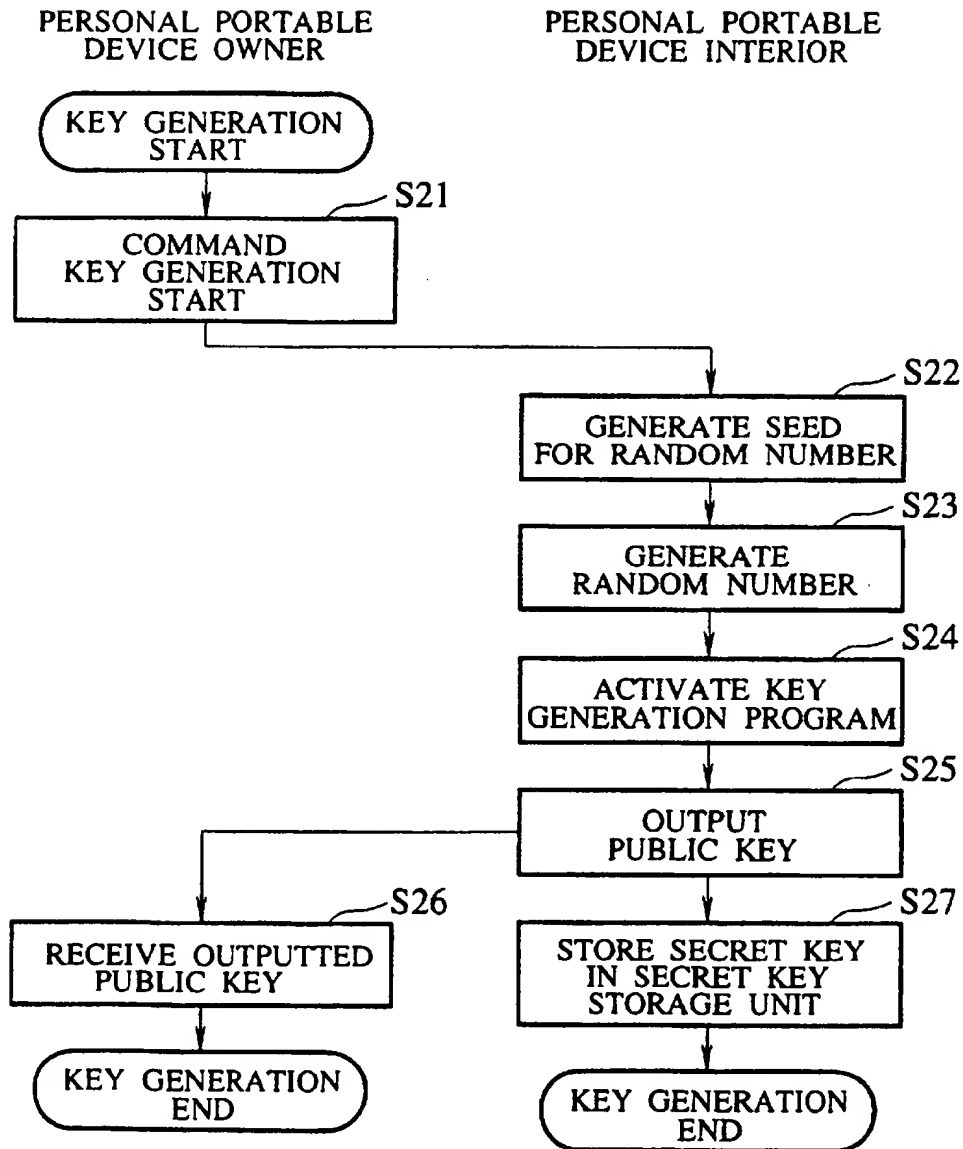 PERSONAL PORTABLE
DEVICE OWNER
PERSONAL PORTABLE
DEVICE INTERIOR
KEY GENERATION
START
S21
COMMAND
KEY GENERATION
START
S22
GENERATE SEED
FOR RANDOM NUMBER
S23
GENERATE
RANDOM NUMBER
S24
ACTIVATE KEY
GENERATION PROGRAM
S25
OUTPUT
PUBLIC KEY
S26
RECEIVE OUTPUTTED
PUBLIC KEY
S27
STORE SECRET KEY
IN SECRET KEY
STORAGE UNIT
KEY GENERATION
END
KEY GENERATION
END